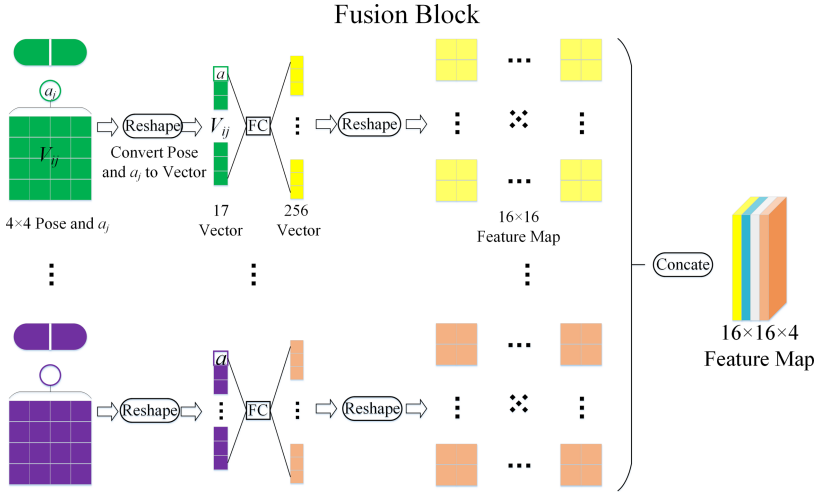 Fusion Block
a_j
V_ij
4×4 Pose and a_j
Reshape
Convert Pose
and a_j to Vector
a
V_ij
17
Vector
FC
256
Vector
Reshape
16×16
Feature Map
Concate
16×16×4
Feature Map
Reshape
a
FC
Reshape